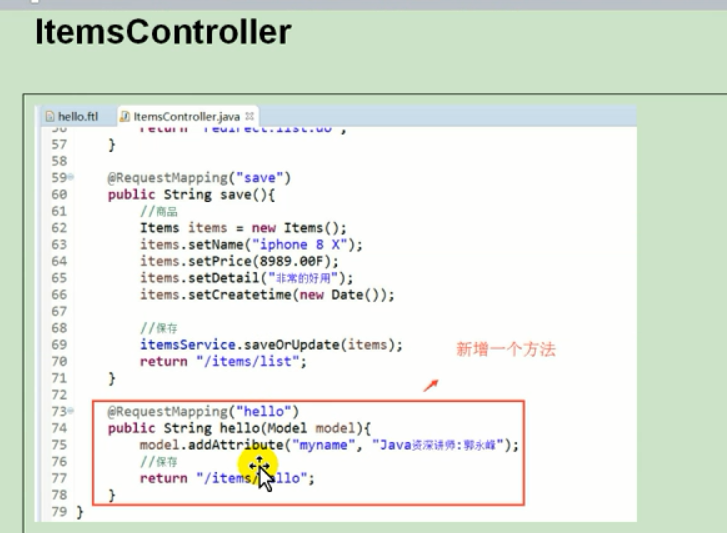 ItemsController
hello.ftl ItemsController.java
56 return "redirect:list.do";
57 }
58
59 @RequestMapping("save")
60 public String save(){
61 //商品
62 Items items = new Items();
63 items.setName("iphone 8 X");
64 items.setPrice(8989.00F);
65 items.setDetail("非常的好用");
66 items.setCreatetime(new Date());
67
68 //保存
69 itemsService.saveOrUpdate(items);
新增一个方法
70 return "/items/list";
71 }
72
73 @RequestMapping("hello")
74 public String hello(Model model){
75 model.addAttribute("myname", "Java资深讲师:郭永峰");
76 //保存
77 return "/items/hello";
78 }
79 }